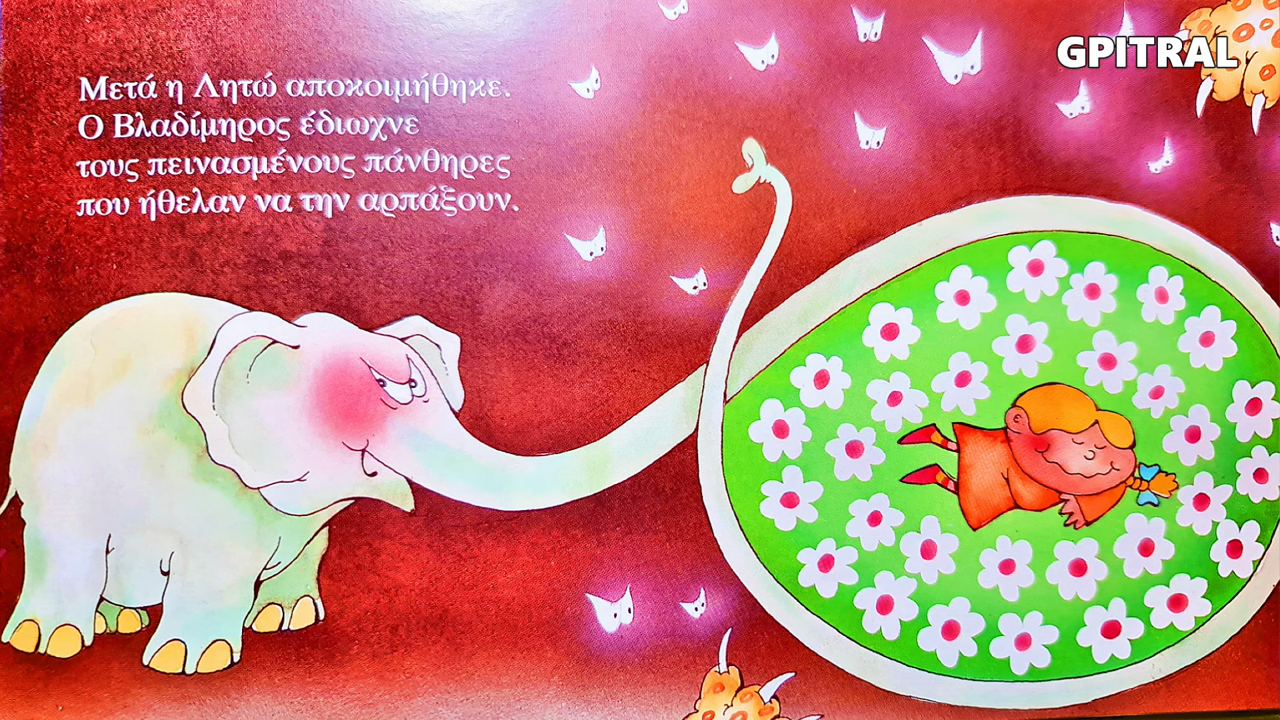 Μετά η Λητώ αποκοιμήθηκε.
Ο Βλαδίμηρος έδιωχνε
τους πεινασμένους πάνθηρες
που ήθελαν να την αρπάξουν.
GPITRAL